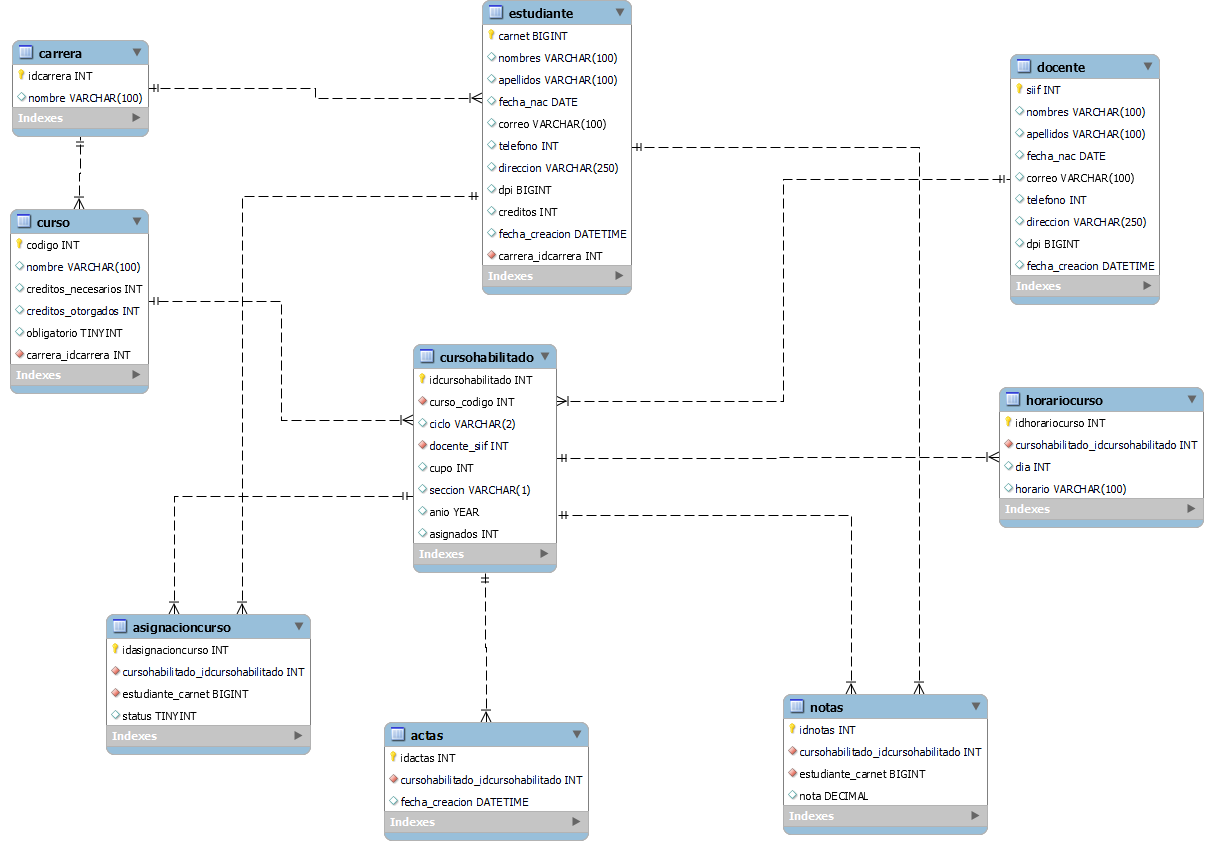 carrera
idcarrera INT
nombre VARCHAR(100)
Indexes
estudiante
carnet BIGINT
nombres VARCHAR(100)
apellidos VARCHAR(100)
fecha_nac DATE
correo VARCHAR(100)
telefono INT
direccion VARCHAR(250)
dpi BIGINT
creditos INT
fecha_creacion DATETIME
carrera_idcarrera INT
Indexes
docente
siif INT
nombres VARCHAR(100)
apellidos VARCHAR(100)
fecha_nac DATE
correo VARCHAR(100)
telefono INT
direccion VARCHAR(250)
dpi BIGINT
fecha_creacion DATETIME
Indexes
curso
codigo INT
nombre VARCHAR(100)
creditos_necesarios INT
creditos_otorgados INT
obligatorio TINYINT
carrera_idcarrera INT
Indexes
cursohabilitado
idcursohabilitado INT
curso_codigo INT
ciclo VARCHAR(2)
docente_siif INT
cupo INT
seccion VARCHAR(1)
anio YEAR
asignados INT
Indexes
horariocurso
idhorariocurso INT
cursohabilitado_idcursohabilitado INT
dia INT
horario VARCHAR(100)
Indexes
asignacioncurso
idasignacioncurso INT
cursohabilitado_idcursohabilitado INT
estudiante_carnet BIGINT
status TINYINT
Indexes
actas
idactas INT
cursohabilitado_idcursohabilitado INT
fecha_creacion DATETIME
Indexes
notas
idnotas INT
cursohabilitado_idcursohabilitado INT
estudiante_carnet BIGINT
nota DECIMAL
Indexes